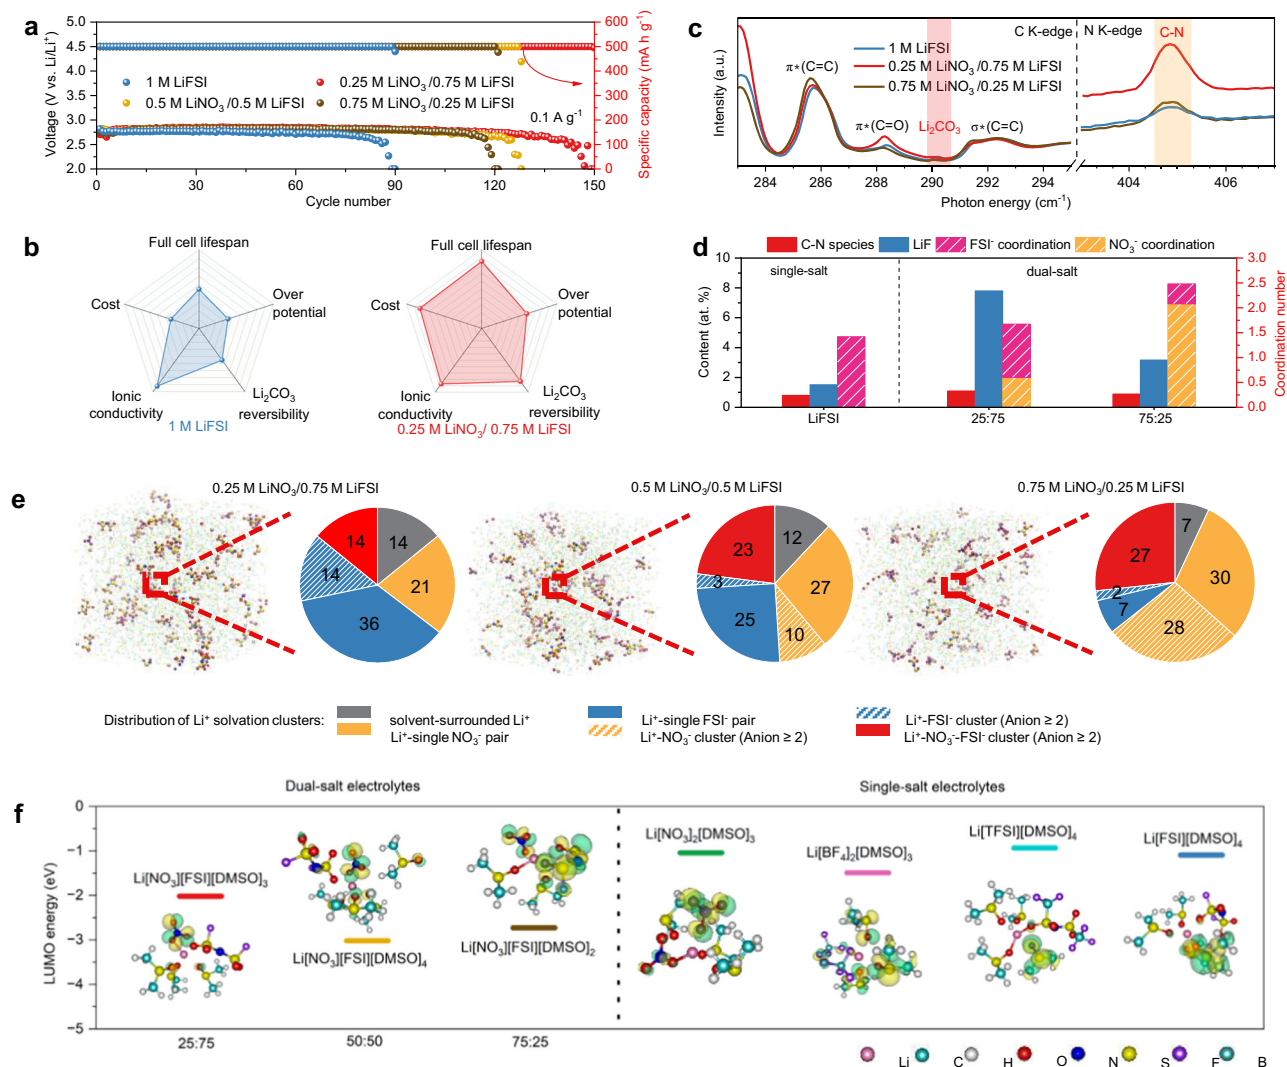 a
Voltage (V vs. Li/Li⁺)
5.0
4.5
4.0
3.5
3.0
2.5
2.0
600
500
400
300
200
100
0
Specific capacity (mA h g⁻¹)
1 M LiFSI
0.25 M LiNO₃/0.75 M LiFSI
0.5 M LiNO₃/0.5 M LiFSI
0.75 M LiNO₃/0.25 M LiFSI
0.1 A g⁻¹
0 30 60 90 120 150
Cycle number
b
Full cell lifespan
Over potential
Li₂CO₃ reversibility
Ionic conductivity
Cost
1 M LiFSI
Full cell lifespan
Over potential
Li₂CO₃ reversibility
Ionic conductivity
Cost
0.25 M LiNO₃/ 0.75 M LiFSI
c
Intensity (a.u.)
1 M LiFSI
0.25 M LiNO₃/0.75 M LiFSI
0.75 M LiNO₃/0.25 M LiFSI
C K-edge
N K-edge
C-N
π*(C=C)
π*(C=O)
Li₂CO₃
σ*(C=C)
284 286 288 290 292 294 404 406
Photon energy (cm⁻¹)
d
C-N species
LiF
FSI⁻ coordination
NO₃⁻ coordination
single-salt
dual-salt
Content (at. %)
10
8
6
4
2
0
3.0
2.5
2.0
1.5
1.0
0.5
0.0
Coordination number
LiFSI 25:75 75:25
e
0.25 M LiNO₃/0.75 M LiFSI
14
14
21
36
14
0.5 M LiNO₃/0.5 M LiFSI
23
12
27
10
25
3
0.75 M LiNO₃/0.25 M LiFSI
27
7
30
28
7
2
Distribution of Li⁺ solvation clusters:
solvent-surrounded Li⁺
Li⁺-single FSI⁻ pair
Li⁺-FSI⁻ cluster (Anion ≥ 2)
Li⁺-single NO₃⁻ pair
Li⁺-NO₃⁻ cluster (Anion ≥ 2)
Li⁺-NO₃⁻-FSI⁻ cluster (Anion ≥ 2)
f
Dual-salt electrolytes
Single-salt electrolytes
LUMO energy (eV)
0
−1
−2
−3
−4
−5
Li[NO₃][FSI][DMSO]₃
Li[NO₃][FSI][DMSO]₄
Li[NO₃][FSI][DMSO]₂
Li[NO₃]₂[DMSO]₃
Li[BF₄]₂[DMSO]₃
Li[TFSI][DMSO]₄
Li[FSI][DMSO]₄
25:75 50:50 75:25
Li C H O N S F B